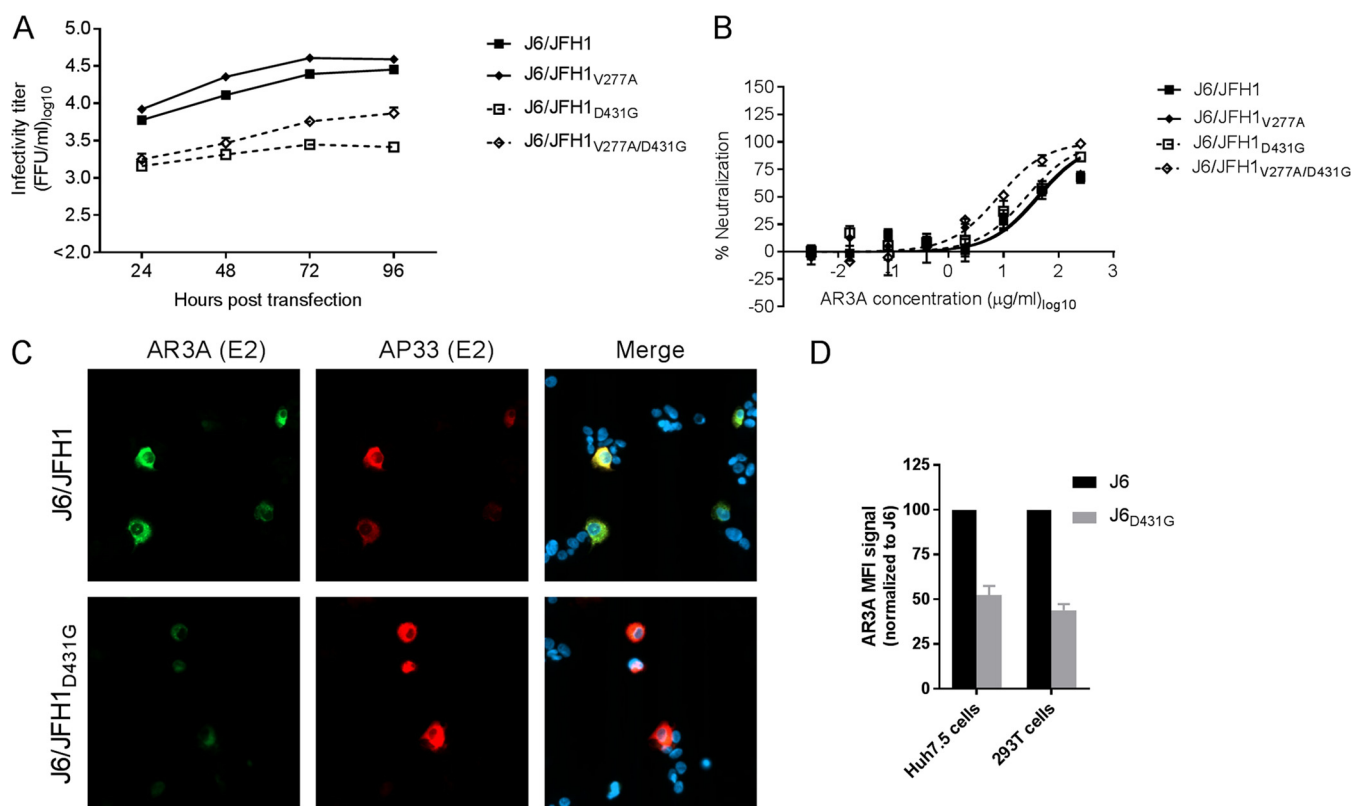 A
5.0
4.5
4.0
3.5
3.0
2.5
<2.0
Infectivity titer
(FFU/ml)log10
24 48 72 96
Hours post transfection
J6/JFH1
J6/JFH1V277A
J6/JFH1D431G
J6/JFH1V277A/D431G
B
150
125
100
75
50
25
0
-25
-50
% Neutralization
-2 -1 0 1 2 3
AR3A concentration (μg/ml)log10
J6/JFH1
J6/JFH1V277A
J6/JFH1D431G
J6/JFH1V277A/D431G
C
AR3A (E2) AP33 (E2) Merge
J6/JFH1
J6/JFH1D431G
D
125
100
75
50
25
0
AR3A MFI signal
(normalized to J6)
Huh7.5 cells
293T cells
J6
J6D431G